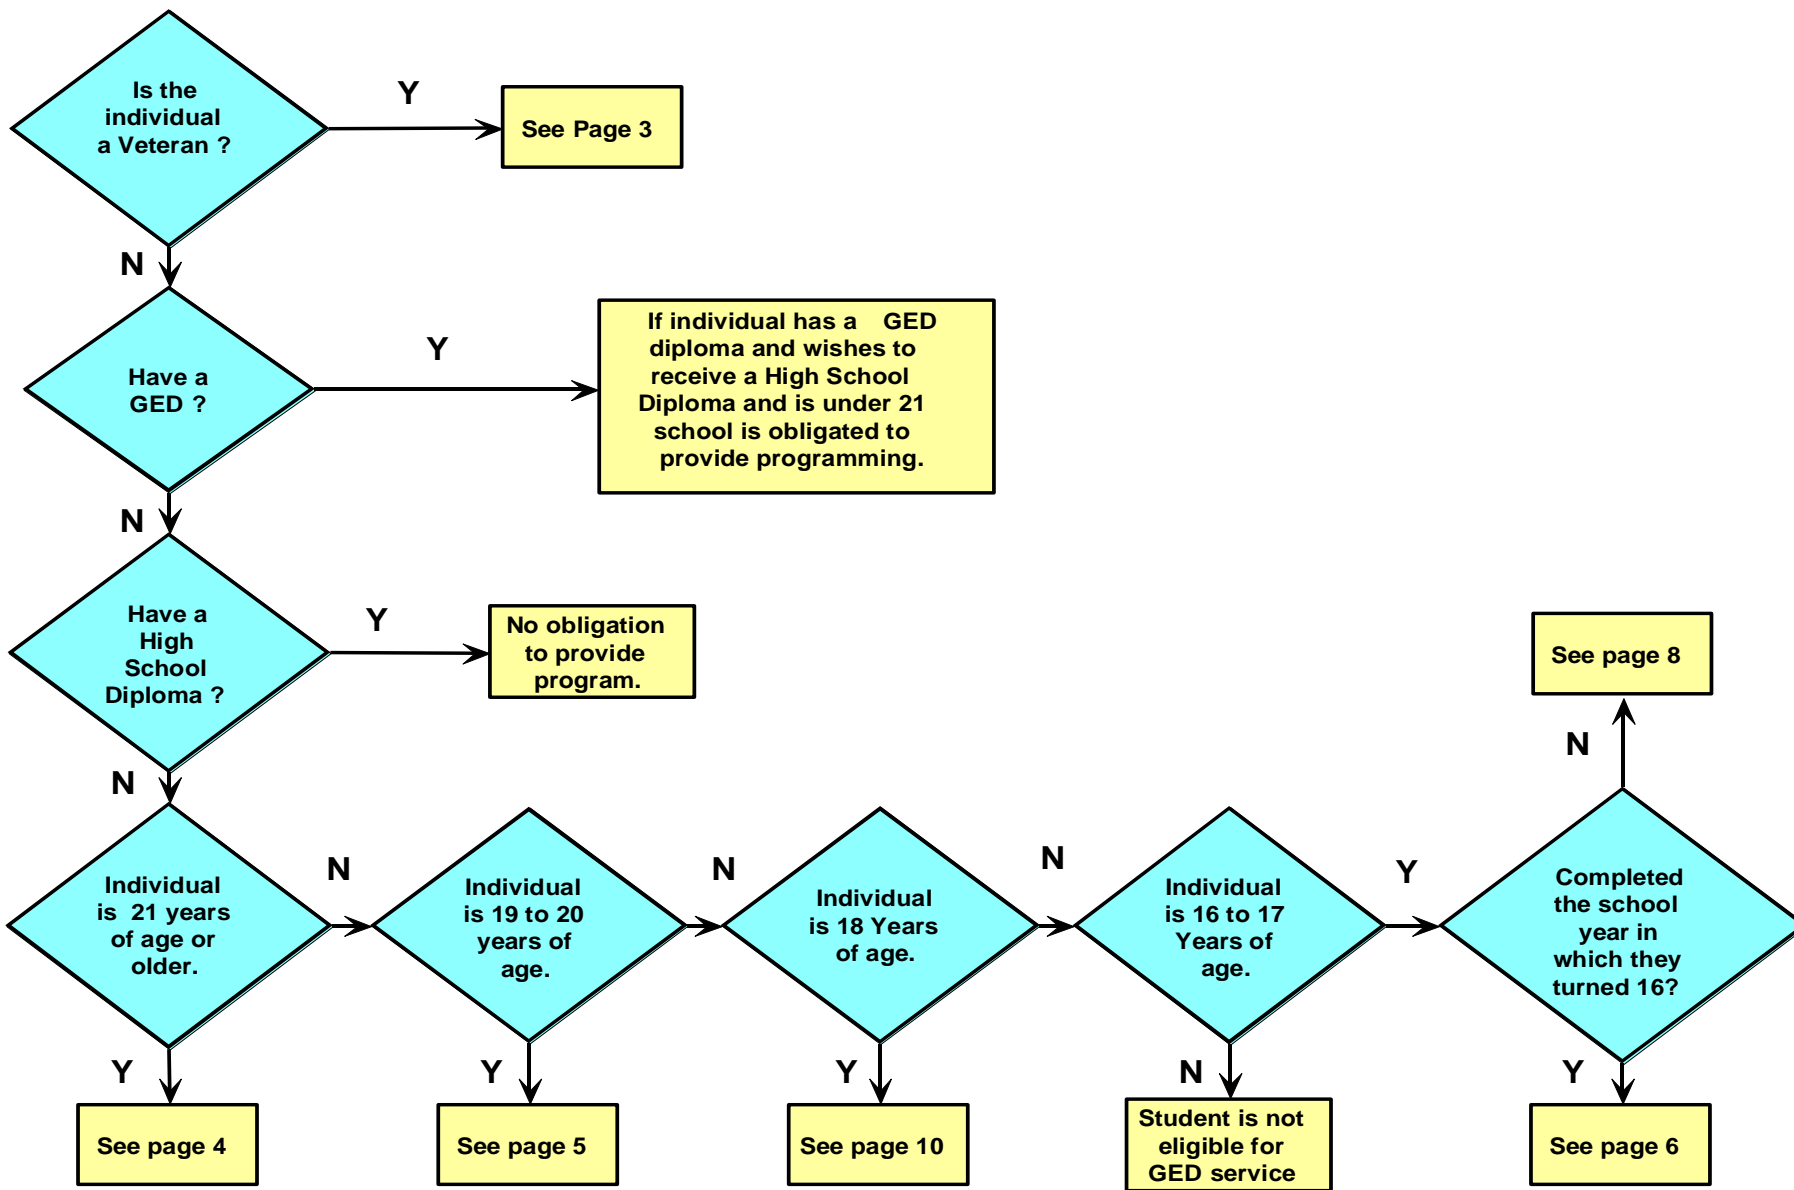 Is the
individual
a Veteran ?
Y
See Page 3
N
Have a
GED ?
Y
If individual has a GED
diploma and wishes to
receive a High School
Diploma and is under 21
school is obligated to
provide programming.
N
Have a
High
School
Diploma ?
Y
No obligation
to provide
program.
N
Individual
is 21 years
of age or
older.
N
Individual
is 19 to 20
years of
age.
N
Individual
is 18 Years
of age.
N
Individual
is 16 to 17
Years of
age.
Y
Completed
the school
year in
which they
turned 16?
N
See page 8
Y
See page 4
Y
See page 5
Y
See page 10
N
Student is not
eligible for
GED service
Y
See page 6